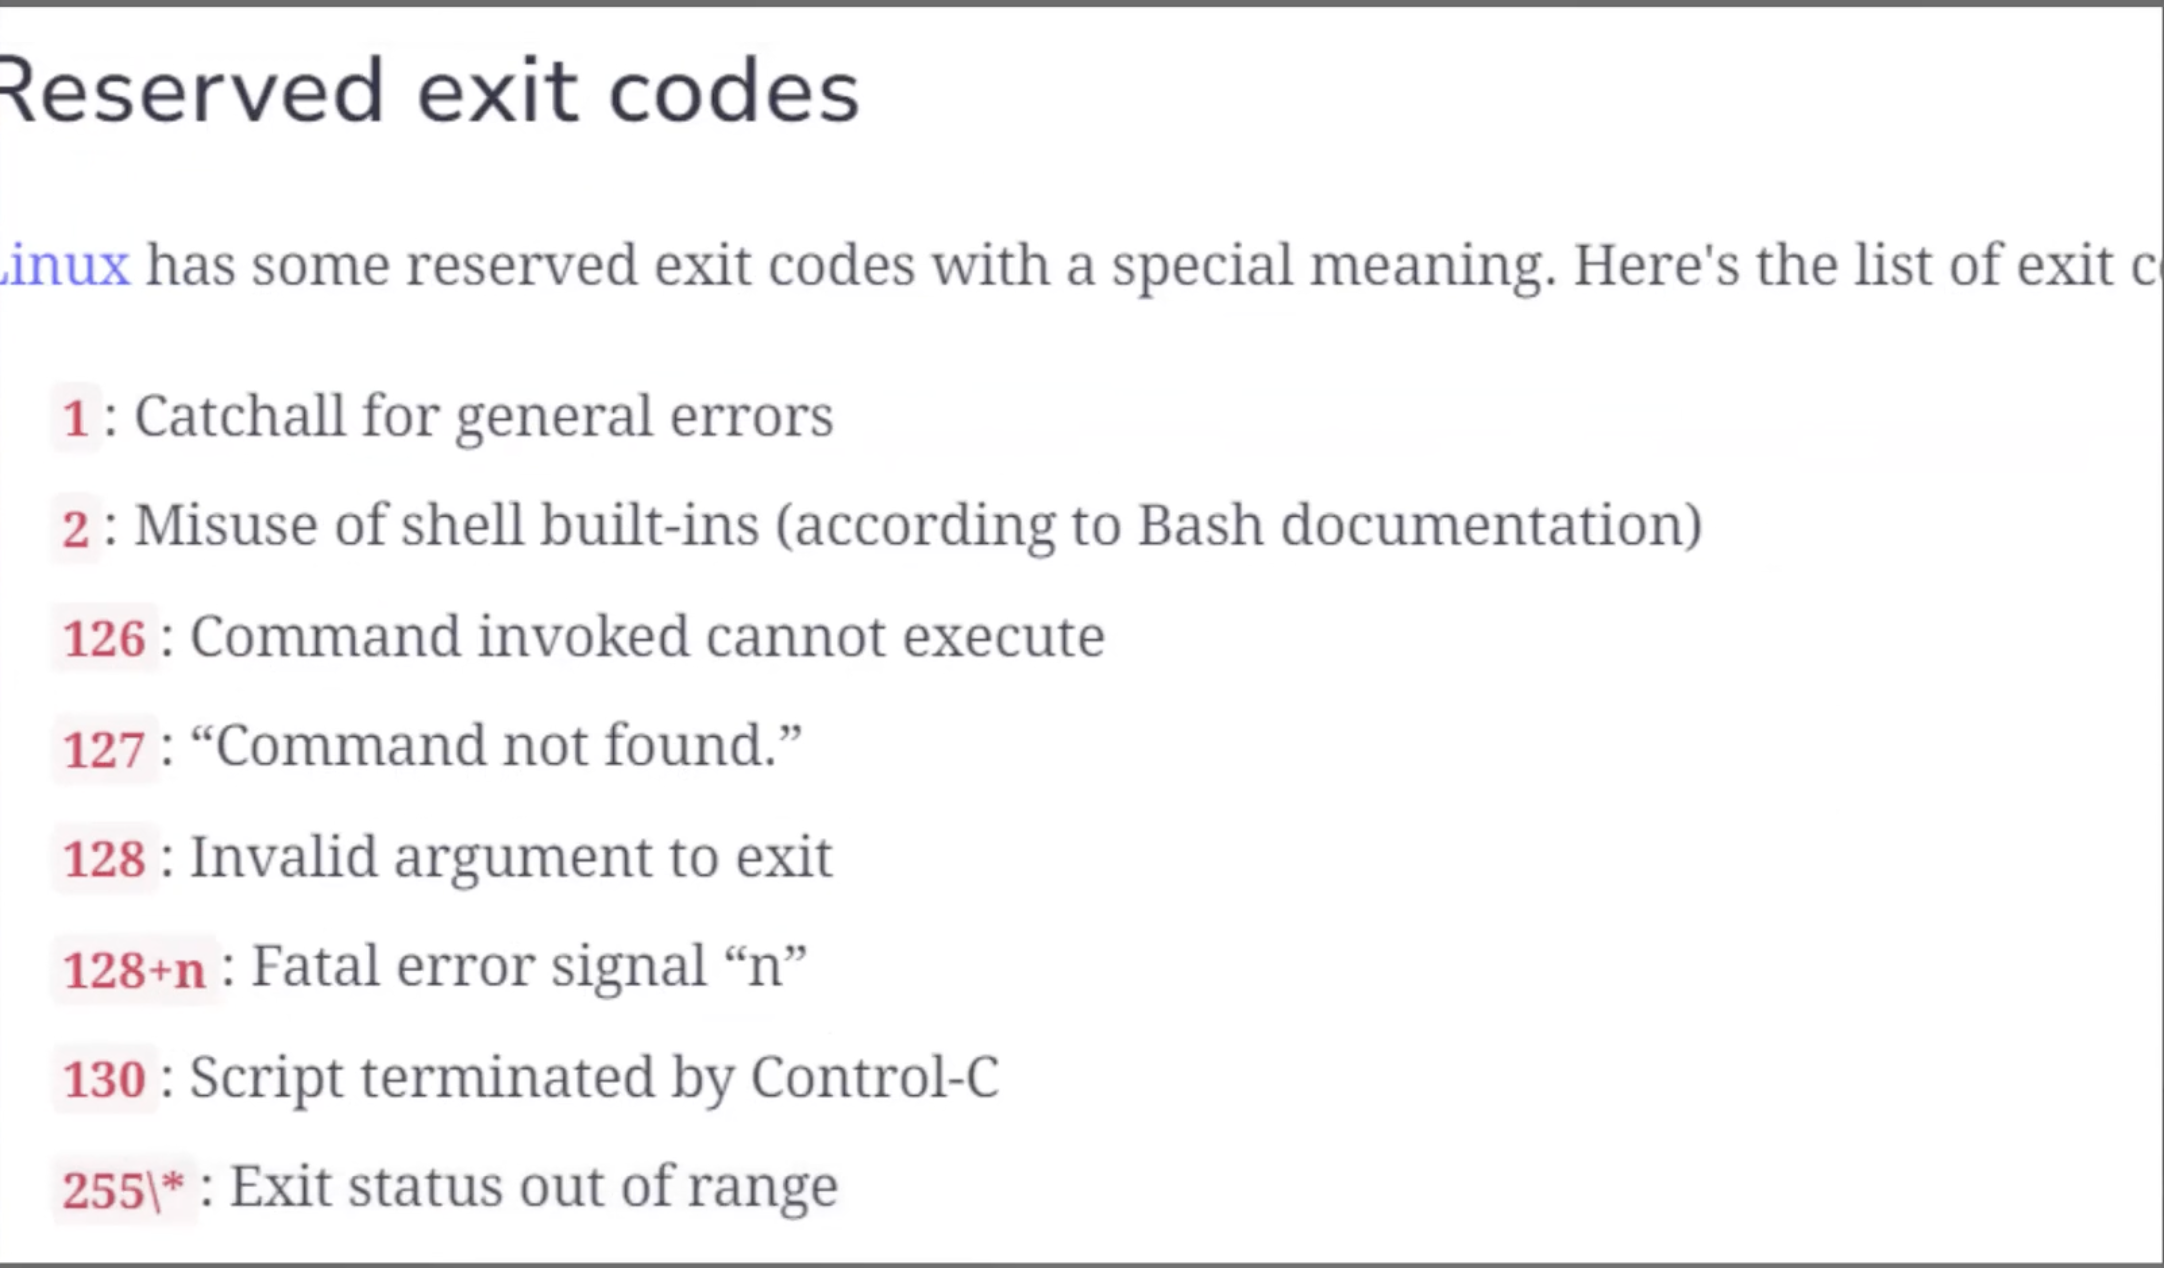 Reserved exit codes
Linux has some reserved exit codes with a special meaning. Here's the list of exit
1: Catchall for general errors
2: Misuse of shell built-ins (according to Bash documentation)
126: Command invoked cannot execute
127: “Command not found.”
128: Invalid argument to exit
128+n: Fatal error signal “n”
130: Script terminated by Control-C
255\*: Exit status out of range